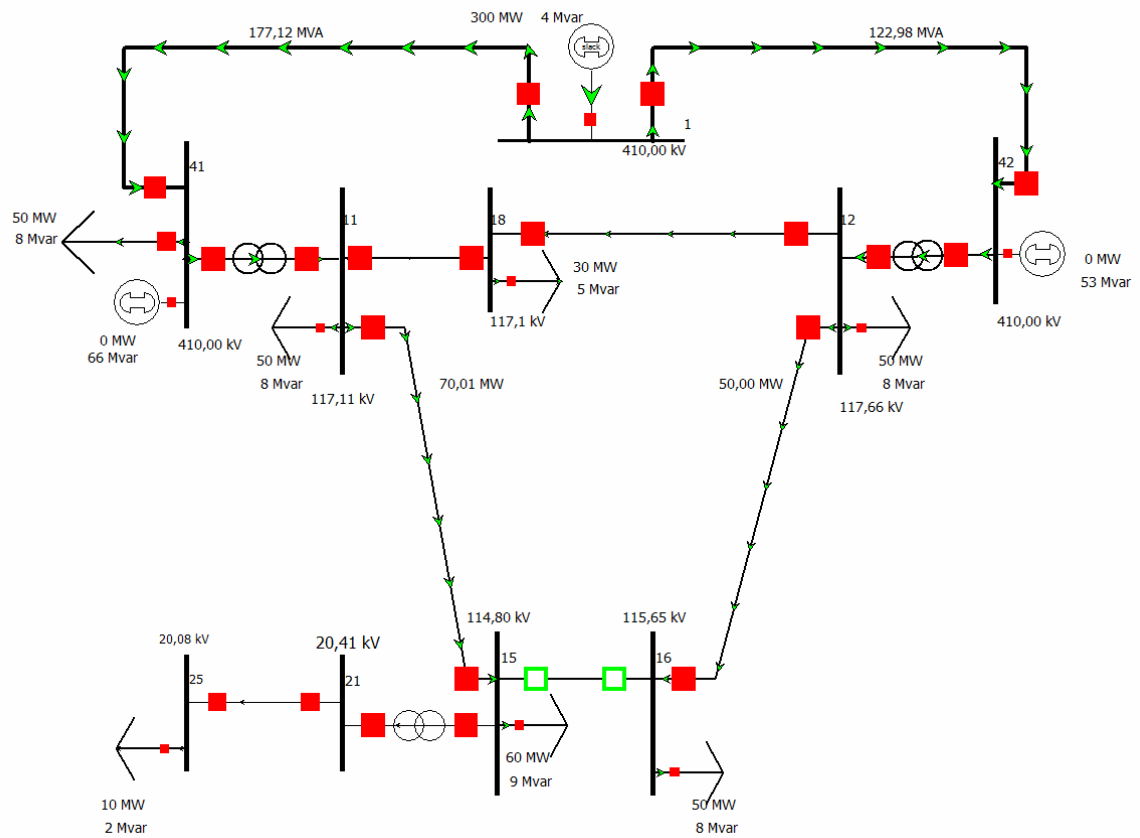 300 MW 4 Mvar
slack
177,12 MVA
122,98 MVA
1
410,00 kV
41
42
50 MW
8 Mvar
11
18
12
30 MW
5 Mvar
0 MW
53 Mvar
117,1 kV
410,00 kV
410,00 kV
0 MW
66 Mvar
50 MW
8 Mvar
117,11 kV
70,01 MW
50,00 MW
50 MW
8 Mvar
117,66 kV
114,80 kV
115,65 kV
20,08 kV
20,41 kV
25
21
15
16
60 MW
9 Mvar
10 MW
2 Mvar
50 MW
8 Mvar